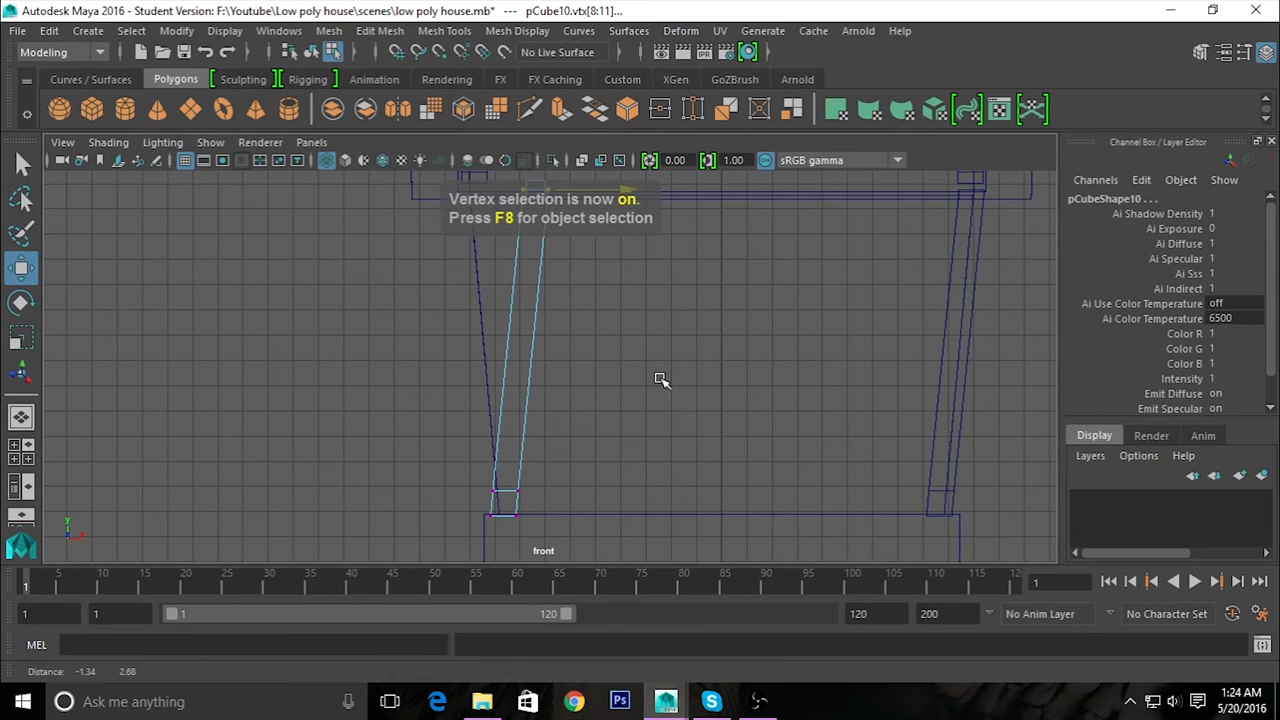 Autodesk Maya 2016 - Student Version: F:\Youtube\Low poly house\scenes\low poly house.mb* --- pCube10.vtx[8:11]...
File Edit Create Select Modify Display Windows Mesh Edit Mesh Mesh Tools Mesh Display Curves Surfaces Deform UV Generate Cache Arnold Help
Modeling No Live Surface
Curves / Surfaces Polygons Sculpting Rigging Animation Rendering FX FX Caching Custom XGen GoZBrush Arnold
View Shading Lighting Show Renderer Panels
0.00 1.00 sRGB gamma
Vertex selection is now on.
Press F8 for object selection
front
y
x
Channel Box / Layer Editor
Channels Edit Object Show
pCubeShape10 . . .
Ai Shadow Density 1
Ai Exposure 0
Ai Diffuse 1
Ai Specular 1
Ai Sss 1
Ai Indirect 1
Ai Use Color Temperature off
Ai Color Temperature 6500
Color R 1
Color G 1
Color B 1
Intensity 1
Emit Diffuse on
Emit Specular on
Display Render Anim
Layers Options Help
1 5 10 15 20 25 30 35 40 45 50 55 60 65 70 75 80 85 90 95 100 105 110 115 12 1
1 1 1 120 120 200 No Anim Layer No Character Set
MEL
Distance: -1.34 2.68
Ask me anything
1:24 AM
5/20/2016